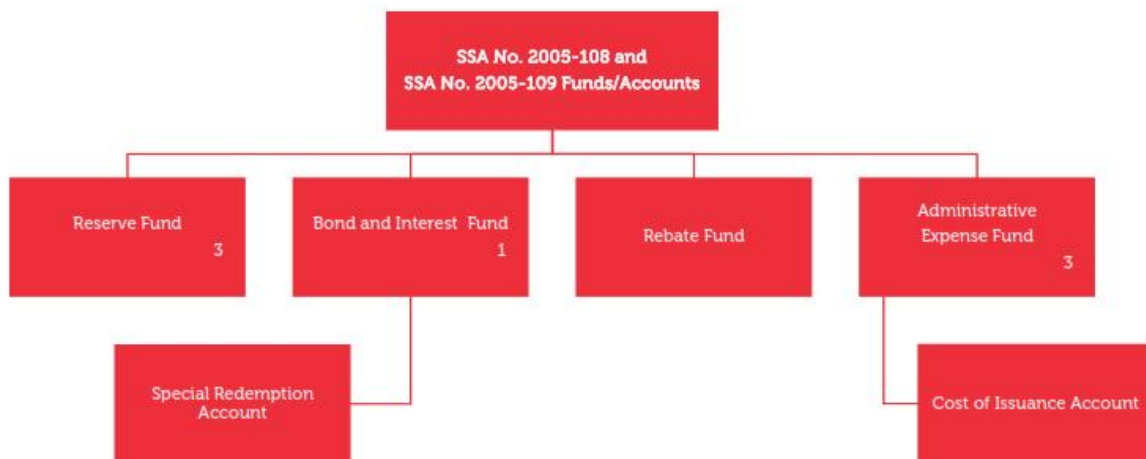 SSA No. 2005-108 and
SSA No. 2005-109 Funds/Accounts
Reserve Fund
3
Bond and Interest Fund
1
Rebate Fund
Administrative
Expense Fund
3
Special Redemption
Account
Cost of Issuance Account